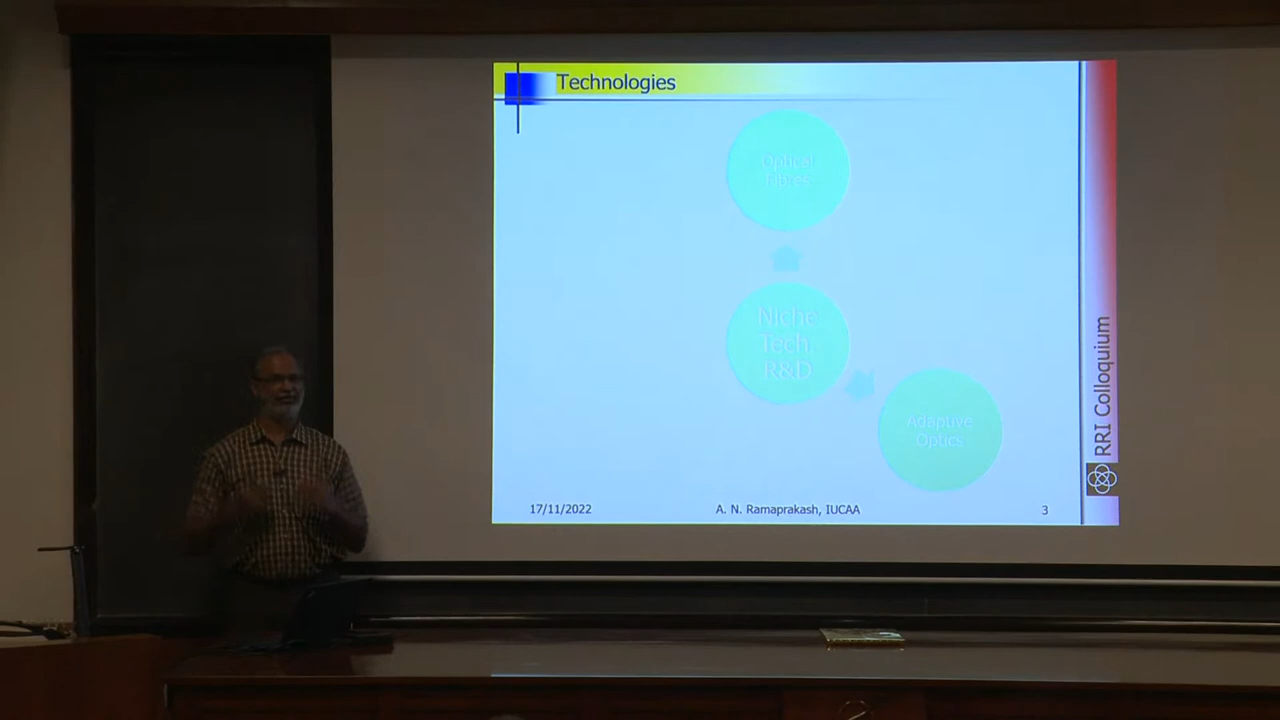 Technologies
Optical
Fibres
Niche
Tech.
R&D
Adaptive
Optics
RRI Colloquium
17/11/2022
A. N. Ramaprakash, IUCAA
3